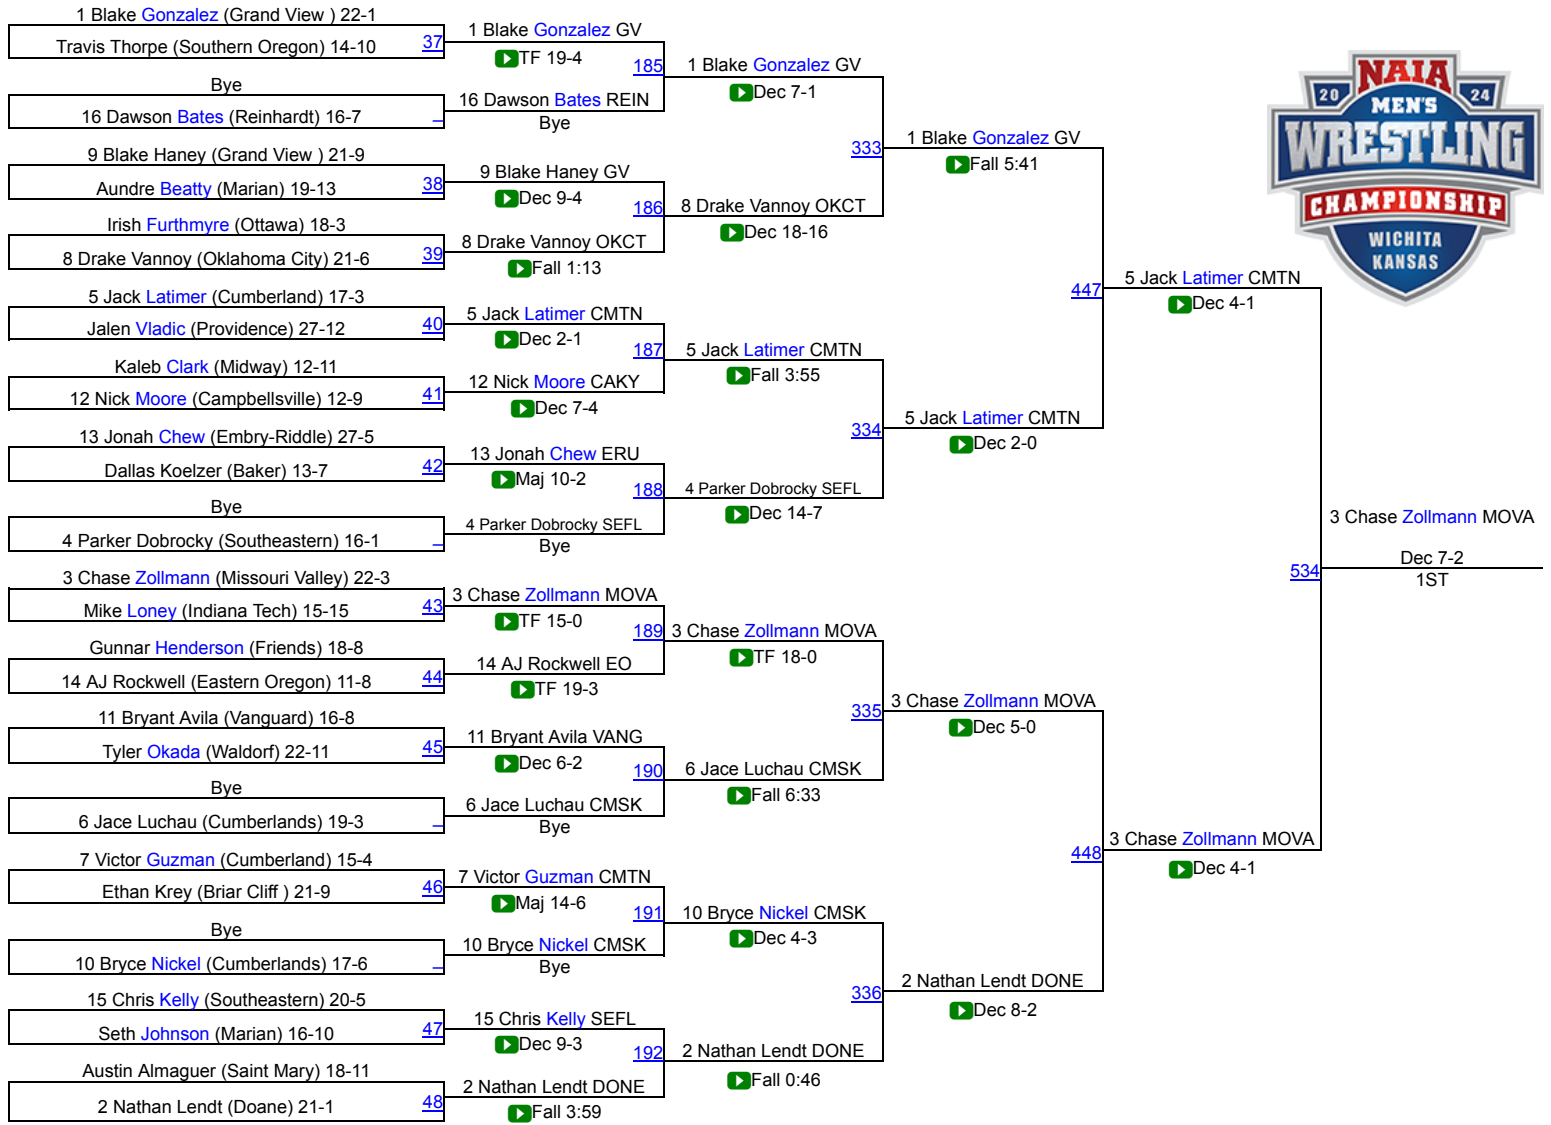 1 Blake Gonzalez (Grand View ) 22-1
Travis Thorpe (Southern Oregon) 14-10
37
Bye
16 Dawson Bates (Reinhardt) 16-7
9 Blake Haney (Grand View ) 21-9
Aundre Beatty (Marian) 19-13
38
Irish Furthmyre (Ottawa) 18-3
8 Drake Vannoy (Oklahoma City) 21-6
39
5 Jack Latimer (Cumberland) 17-3
Jalen Vladic (Providence) 27-12
40
Kaleb Clark (Midway) 12-11
12 Nick Moore (Campbellsville) 12-9
41
13 Jonah Chew (Embry-Riddle) 27-5
Dallas Koelzer (Baker) 13-7
42
Bye
4 Parker Dobrocky (Southeastern) 16-1
3 Chase Zollmann (Missouri Valley) 22-3
Mike Loney (Indiana Tech) 15-15
43
Gunnar Henderson (Friends) 18-8
14 AJ Rockwell (Eastern Oregon) 11-8
44
11 Bryant Avila (Vanguard) 16-8
Tyler Okada (Waldorf) 22-11
45
Bye
6 Jace Luchau (Cumberlands) 19-3
7 Victor Guzman (Cumberland) 15-4
Ethan Krey (Briar Cliff ) 21-9
46
Bye
10 Bryce Nickel (Cumberlands) 17-6
15 Chris Kelly (Southeastern) 20-5
Seth Johnson (Marian) 16-10
47
Austin Almaguer (Saint Mary) 18-11
2 Nathan Lendt (Doane) 21-1
48
1 Blake Gonzalez GV
TF 19-4
185
16 Dawson Bates REIN
Bye
9 Blake Haney GV
Dec 9-4
186
8 Drake Vannoy OKCT
Fall 1:13
5 Jack Latimer CMTN
Dec 2-1
187
12 Nick Moore CAKY
Dec 7-4
13 Jonah Chew ERU
Maj 10-2
188
4 Parker Dobrocky SEFL
Bye
3 Chase Zollmann MOVA
TF 15-0
189
14 AJ Rockwell EO
TF 19-3
11 Bryant Avila VANG
Dec 6-2
190
6 Jace Luchau CMSK
Bye
7 Victor Guzman CMTN
Maj 14-6
191
10 Bryce Nickel CMSK
Bye
15 Chris Kelly SEFL
Dec 9-3
192
2 Nathan Lendt DONE
Fall 3:59
1 Blake Gonzalez GV
Dec 7-1
333
8 Drake Vannoy OKCT
Dec 18-16
5 Jack Latimer CMTN
Fall 3:55
334
4 Parker Dobrocky SEFL
Dec 14-7
3 Chase Zollmann MOVA
TF 18-0
335
6 Jace Luchau CMSK
Fall 6:33
10 Bryce Nickel CMSK
Dec 4-3
336
2 Nathan Lendt DONE
Fall 0:46
1 Blake Gonzalez GV
Fall 5:41
447
5 Jack Latimer CMTN
Dec 2-0
3 Chase Zollmann MOVA
Dec 5-0
448
2 Nathan Lendt DONE
Dec 8-2
5 Jack Latimer CMTN
Dec 4-1
534
3 Chase Zollmann MOVA
Dec 4-1
3 Chase Zollmann MOVA
Dec 7-2
1ST
NAIA
20 24
MEN'S
WRESTLING
CHAMPIONSHIP
WICHITA
KANSAS